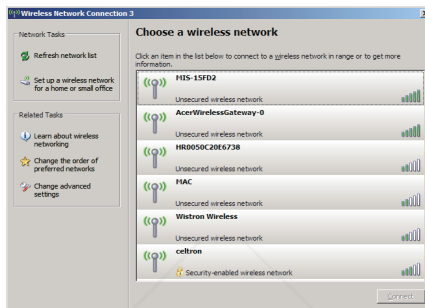 Wireless Network Connection 3
Network Tasks
Refresh network list
Set up a wireless network
for a home or small office
Related Tasks
Learn about wireless
networking
Change the order of
preferred networks
Change advanced
settings
Choose a wireless network
Click an item in the list below to connect to a wireless network in range or to get more
information.
MIS-15FD2
Unsecured wireless network
AcerWirelessGateway-0
Unsecured wireless network
HR0050C20E6738
Unsecured wireless network
MAC
Unsecured wireless network
Wistron Wireless
Unsecured wireless network
celtron
Security-enabled wireless network
Connect